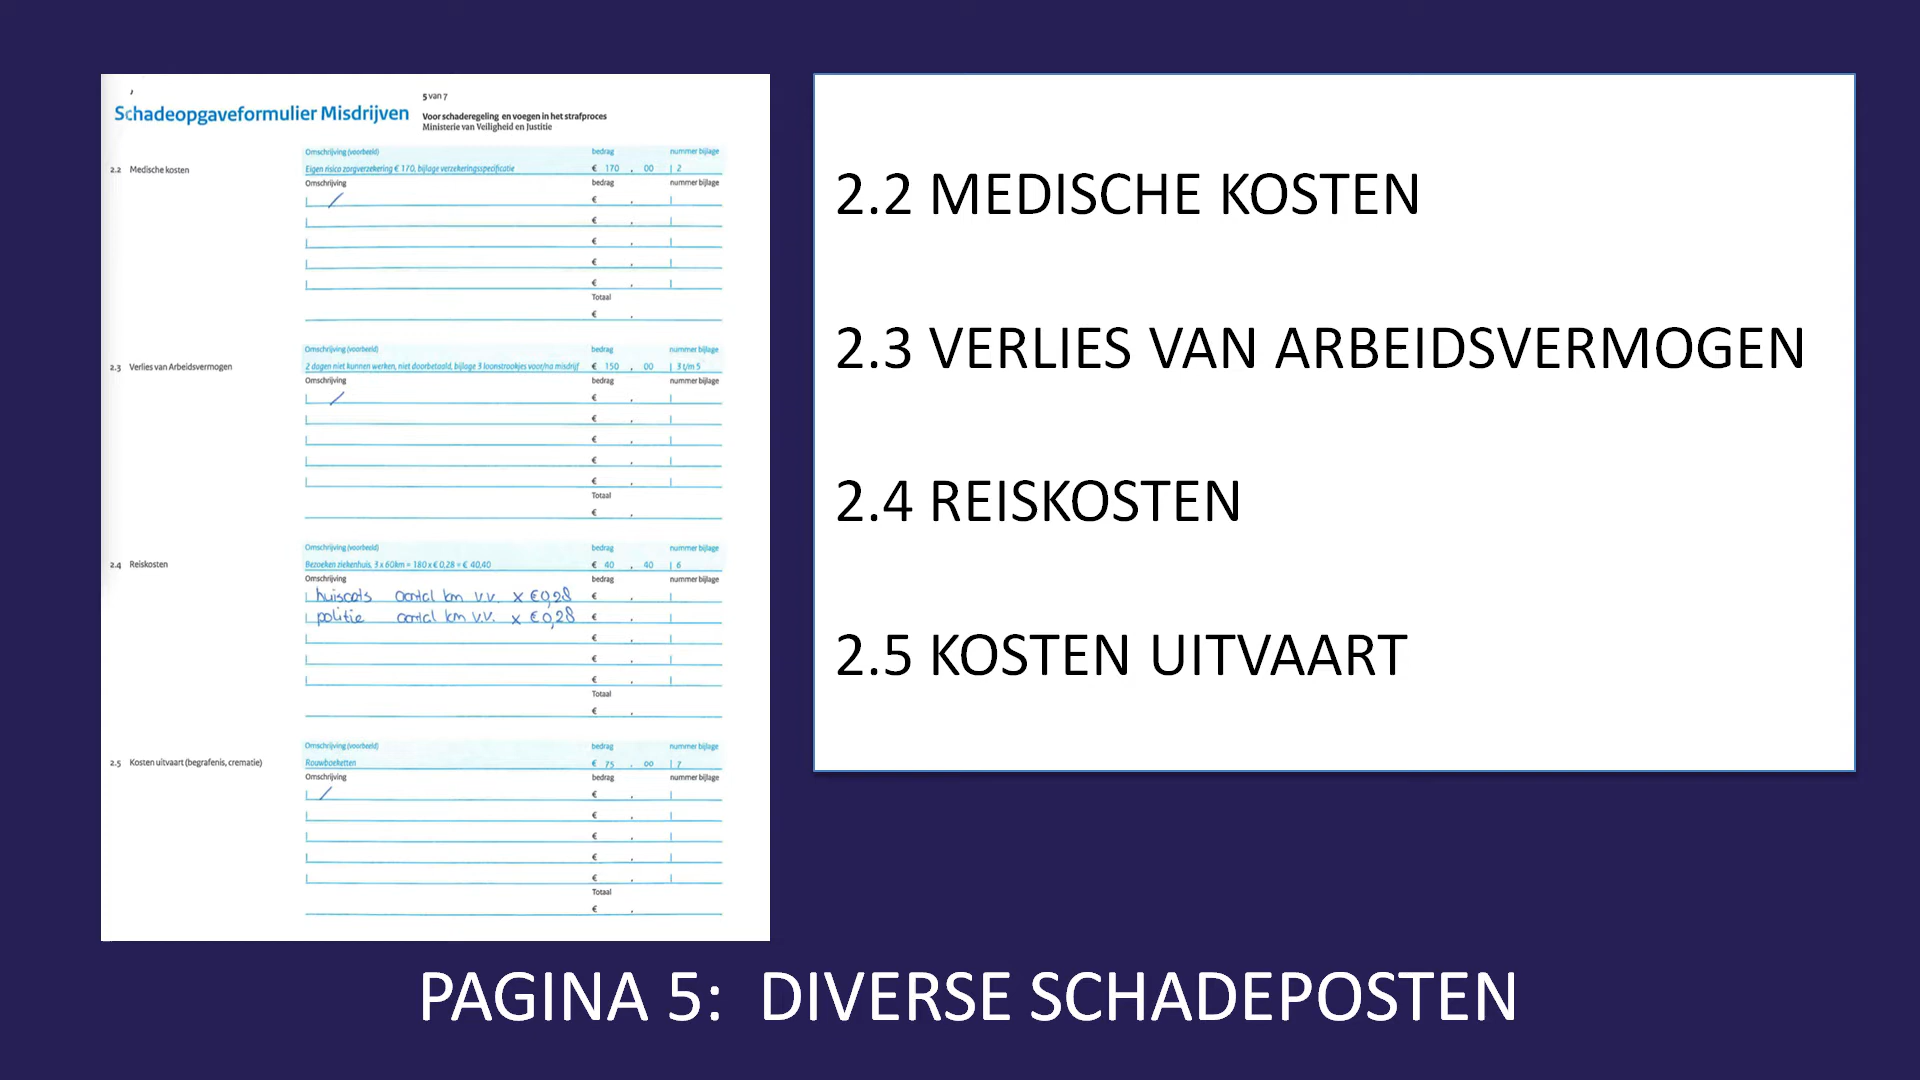 5 van 7
Schadeopgaveformulier Misdrijven
Voor schaderegeling en voegen in het strafproces
Ministerie van Veiligheid en Justitie
2.2 Medische kosten
Omschrijving (voorbeeld) bedrag nummer bijlage
Eigen risico zorgverzekering € 170, bijlage verzekeringsspecificatie € 170 , 00 2
Omschrijving bedrag nummer bijlage
/ € ,
€ ,
€ ,
€ ,
€ ,
Totaal
€ ,
2.3 Verlies van Arbeidsvermogen
Omschrijving (voorbeeld) bedrag nummer bijlage
2 dagen niet kunnen werken, niet doorbetaald, bijlage 3 loonstrookjes voor/na misdrijf € 150 , 00 3 t/m 5
Omschrijving bedrag nummer bijlage
/ € ,
€ ,
€ ,
€ ,
€ ,
Totaal
€ ,
2.4 Reiskosten
Omschrijving (voorbeeld) bedrag nummer bijlage
Bezoeken ziekenhuis, 3 x 60km = 180 x € 0,28 = € 40,40 € 40 , 40 6
Omschrijving bedrag nummer bijlage
huisarts aantal km v.v. x € 0,28 € ,
politie aantal km v.v. x € 0,28 € ,
€ ,
€ ,
€ ,
Totaal
€ ,
2.5 Kosten uitvaart (begrafenis, crematie)
Omschrijving (voorbeeld) bedrag nummer bijlage
Rouwboeketten € 75 , 00 7
Omschrijving bedrag nummer bijlage
/ € ,
€ ,
€ ,
€ ,
€ ,
Totaal
€ ,
2.2 MEDISCHE KOSTEN
2.3 VERLIES VAN ARBEIDSVERMOGEN
2.4 REISKOSTEN
2.5 KOSTEN UITVAART
PAGINA 5: DIVERSE SCHADEPOSTEN